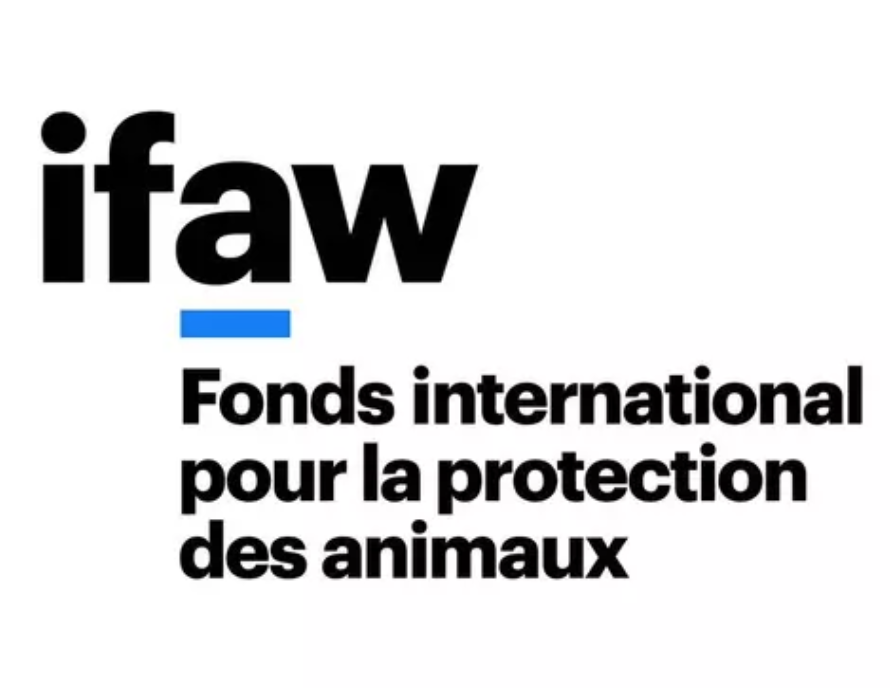 ifaw
Fonds international
pour la protection
des animaux